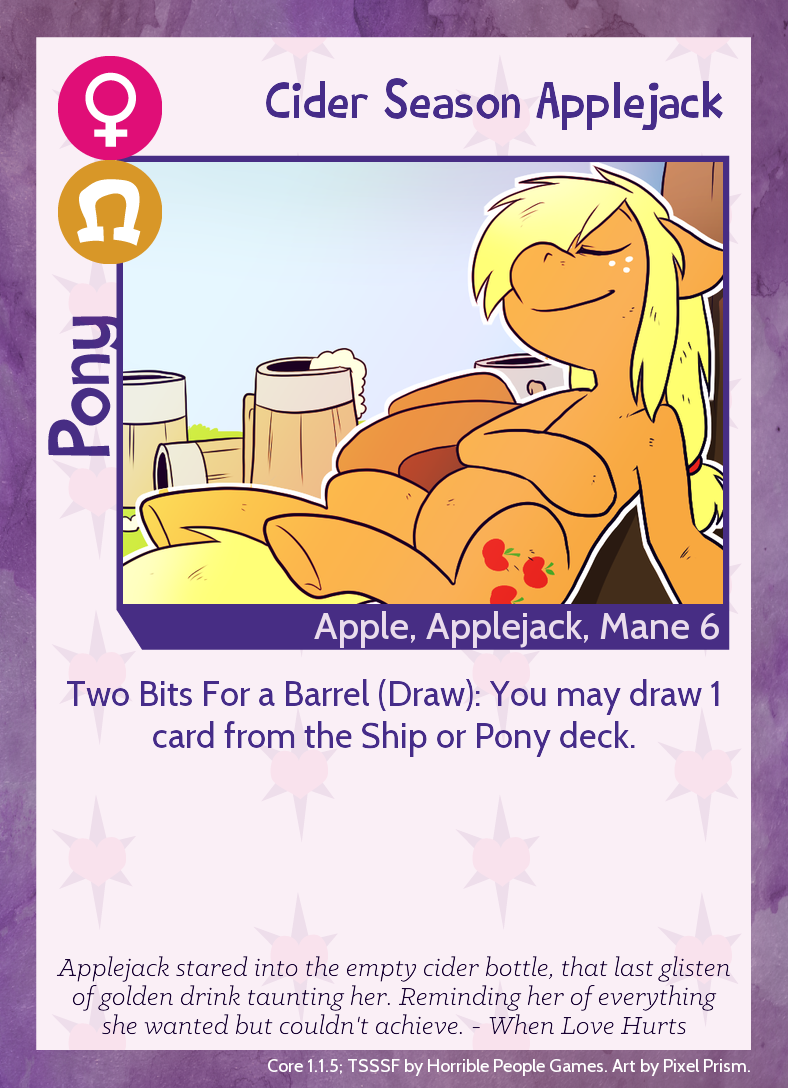 Cider Season Applejack
Pony
Apple, Applejack, Mane 6
Two Bits For a Barrel (Draw): You may draw 1
card from the Ship or Pony deck.
Applejack stared into the empty cider bottle, that last glisten
of golden drink taunting her. Reminding her of everything
she wanted but couldn't achieve. - When Love Hurts
Core 1.1.5; TSSSF by Horrible People Games. Art by Pixel Prism.